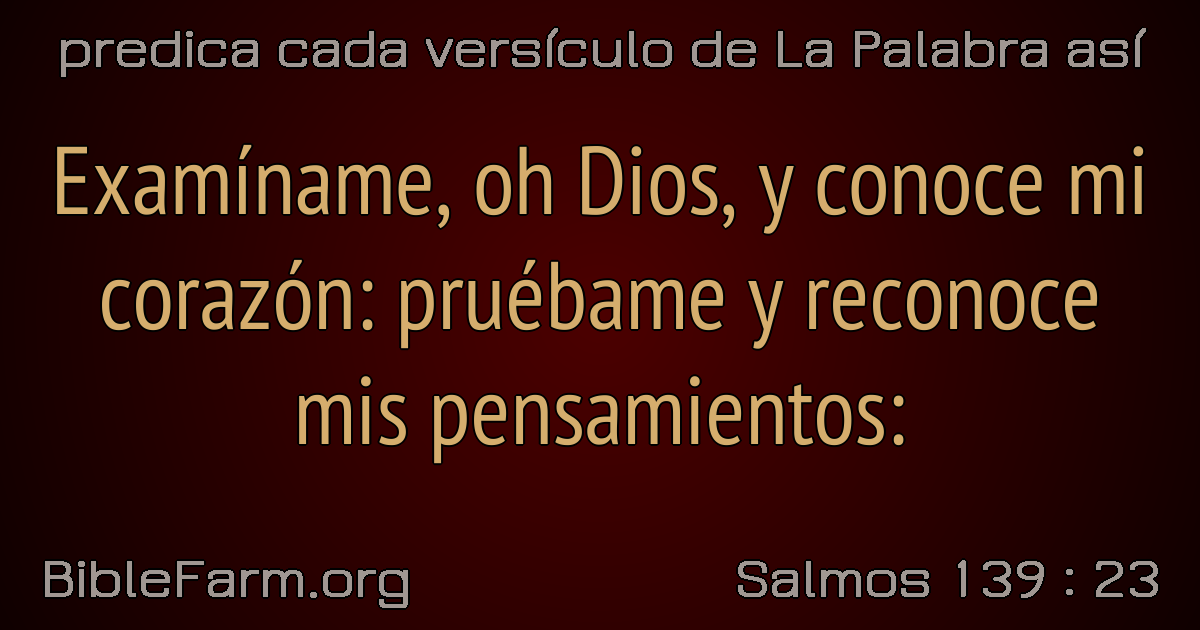 predica cada versículo de La Palabra así
Examíname, oh Dios, y conoce mi
corazón: pruébame y reconoce
mis pensamientos:
BibleFarm.org
Salmos 139 : 23